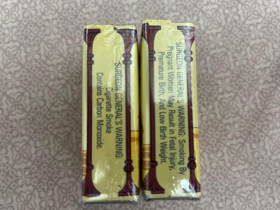 SURGEON GENERAL'S WARNING:
Cigarette Smoke
Contains Carbon Monoxide.
SURGEON GENERAL'S WARNING: Smoking By
Pregnant Women May Result in Fetal Injury,
Premature Birth, And Low Birth Weight.